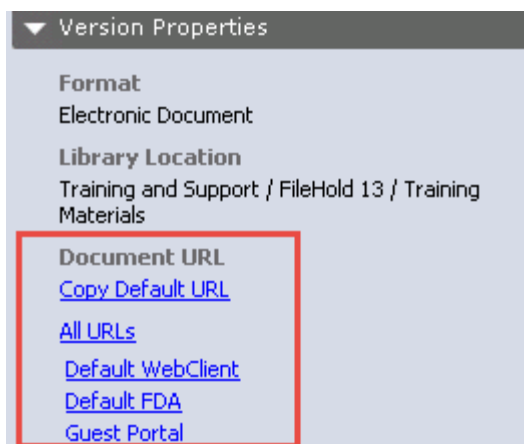 Version Properties
Format
Electronic Document
Library Location
Training and Support / FileHold 13 / Training
Materials
Document URL
Copy Default URL
All URLs
Default WebClient
Default FDA
Guest Portal